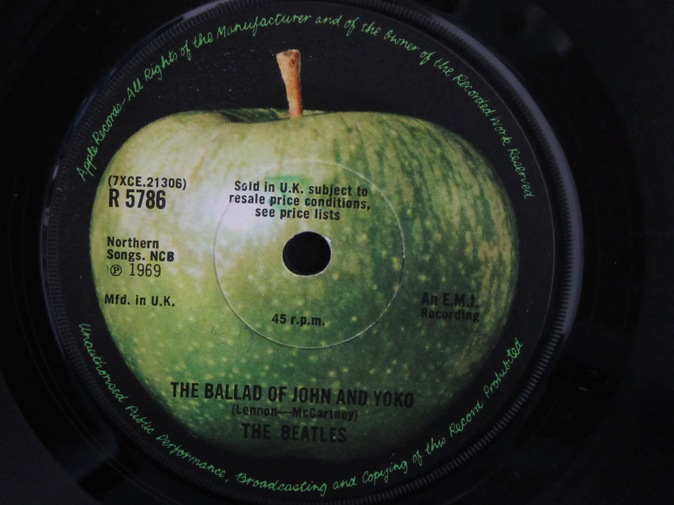 Apple Records–All Rights of the Manufacturer and of the Owner of the Recorded Work Reserved
(7XCE.21306)
R 5786
Sold in U.K. subject to
resale price conditions,
see price lists
Northern
Songs. NCB
℗ 1969
Mfd. in U.K.
An E.M.I.
Recording
45 r.p.m.
THE BALLAD OF JOHN AND YOKO
(Lennon—McCartney)
THE BEATLES
Unauthorised Public Performance, Broadcasting and Copying of this Record Prohibited